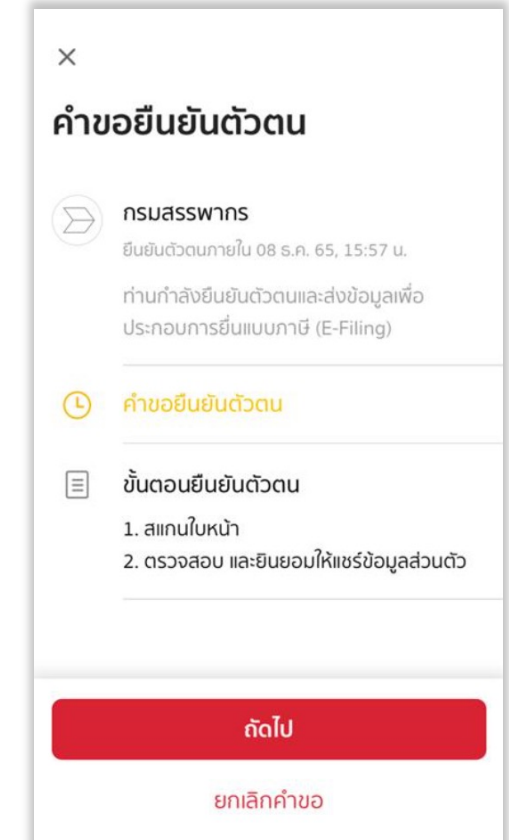 คำขอยืนยันตัวตน
กรมสรรพากร
ยืนยันตัวตนภายใน 08 ธ.ค. 65, 15:57 น.
ท่านกำลังยืนยันตัวตนและส่งข้อมูลเพื่อ
ประกอบการยื่นแบบภาษี (E-Filing)
คำขอยืนยันตัวตน
ขั้นตอนยืนยันตัวตน
1. สแกนใบหน้า
2. ตรวจสอบ และยินยอมให้แชร์ข้อมูลส่วนตัว
ถัดไป
ยกเลิกคำขอ